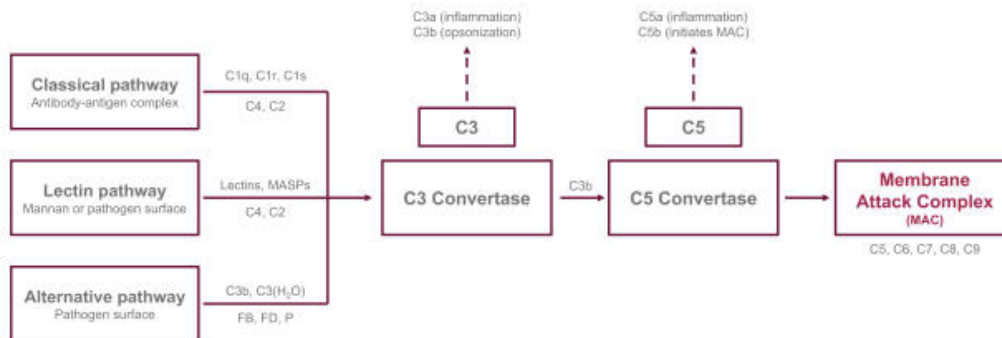 C3a (inflammation)
C3b (opsonization)
C5a (inflammation)
C5b (initiates MAC)
Classical pathway
Antibody-antigen complex
C1q, C1r, C1s
C4, C2
C3
C5
Lectin pathway
Mannan or pathogen surface
Lectins, MASPs
C4, C2
C3 Convertase
C3b
C5 Convertase
Membrane
Attack Complex
(MAC)
C5, C6, C7, C8, C9
Alternative pathway
Pathogen surface
C3b, C3(H₂O)
FB, FD, P